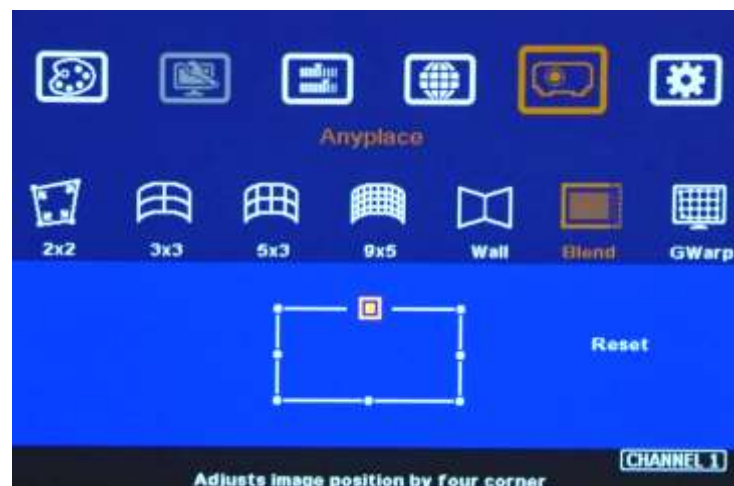 Anyplace
2x2 3x3 5x3 9x5 Wall Blend GWarp
Reset
CHANNEL 1
Adjusts image position by four corner